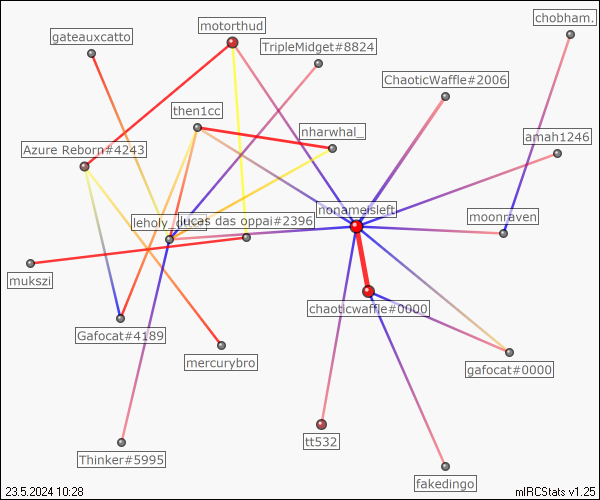 chobham.
motorthud
gateauxcatto
TripleMidget#8824
ChaoticWaffle#2006
then1cc
nharwhal_
amah1246
Azure Reborn#4243
nonameisleft
moonraven
lucas das oppai#2396
leholy_
mukszi
chaoticwaffle#0000
Gafocat#4189
mercurybro
gafocat#0000
tt532
Thinker#5995
fakedingo
23.5.2024 10:28
mIRCStats v1.25